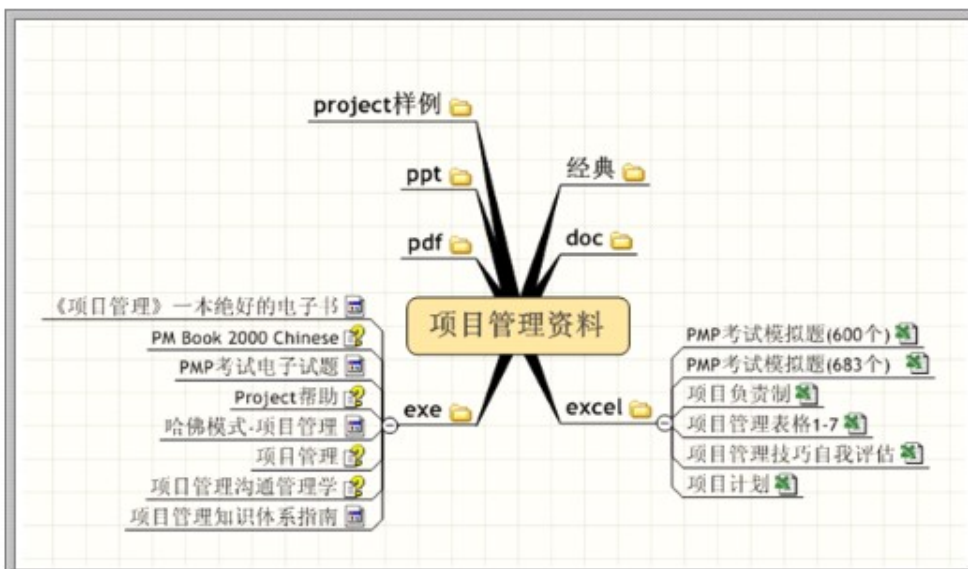 project样例
ppt
pdf
经典
doc
项目管理资料
《项目管理》一本绝好的电子书
PM Book 2000 Chinese
PMP考试电子试题
Project帮助
哈佛模式-项目管理
项目管理
项目管理沟通管理学
项目管理知识体系指南
exe
excel
PMP考试模拟题(600个)
PMP考试模拟题(683个)
项目负责制
项目管理表格1-7
项目管理技巧自我评估
项目计划